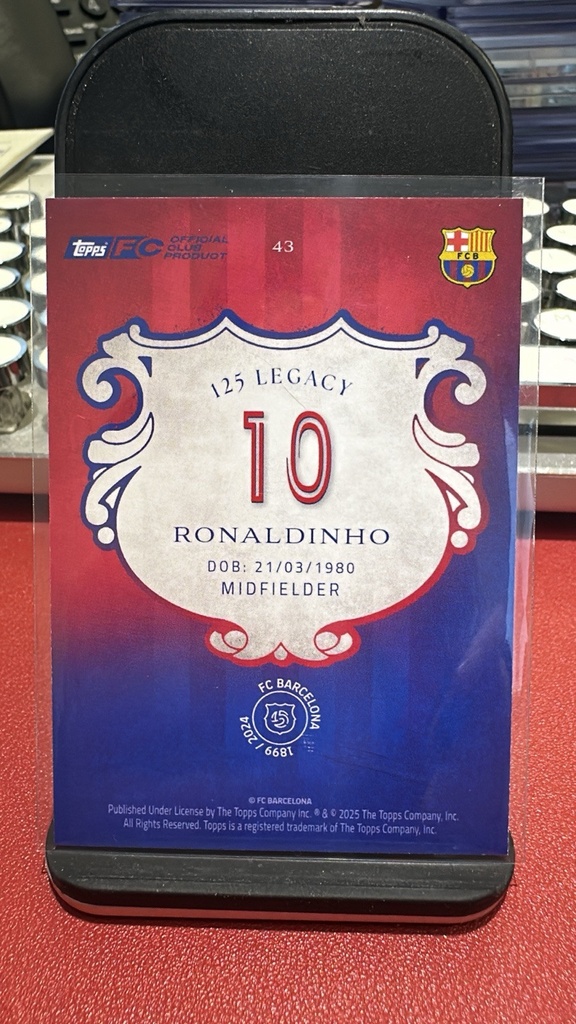 topps FC OFFICIAL CLUB PRODUCT
43
FCB
125 LEGACY
10
RONALDINHO
DOB: 21/03/1980
MIDFIELDER
FC BARCELONA
125
1899 / 2024
© FC BARCELONA
Published Under License by The Topps Company Inc. ® & © 2025 The Topps Company, Inc.
All Rights Reserved. Topps is a registered trademark of The Topps Company, Inc.